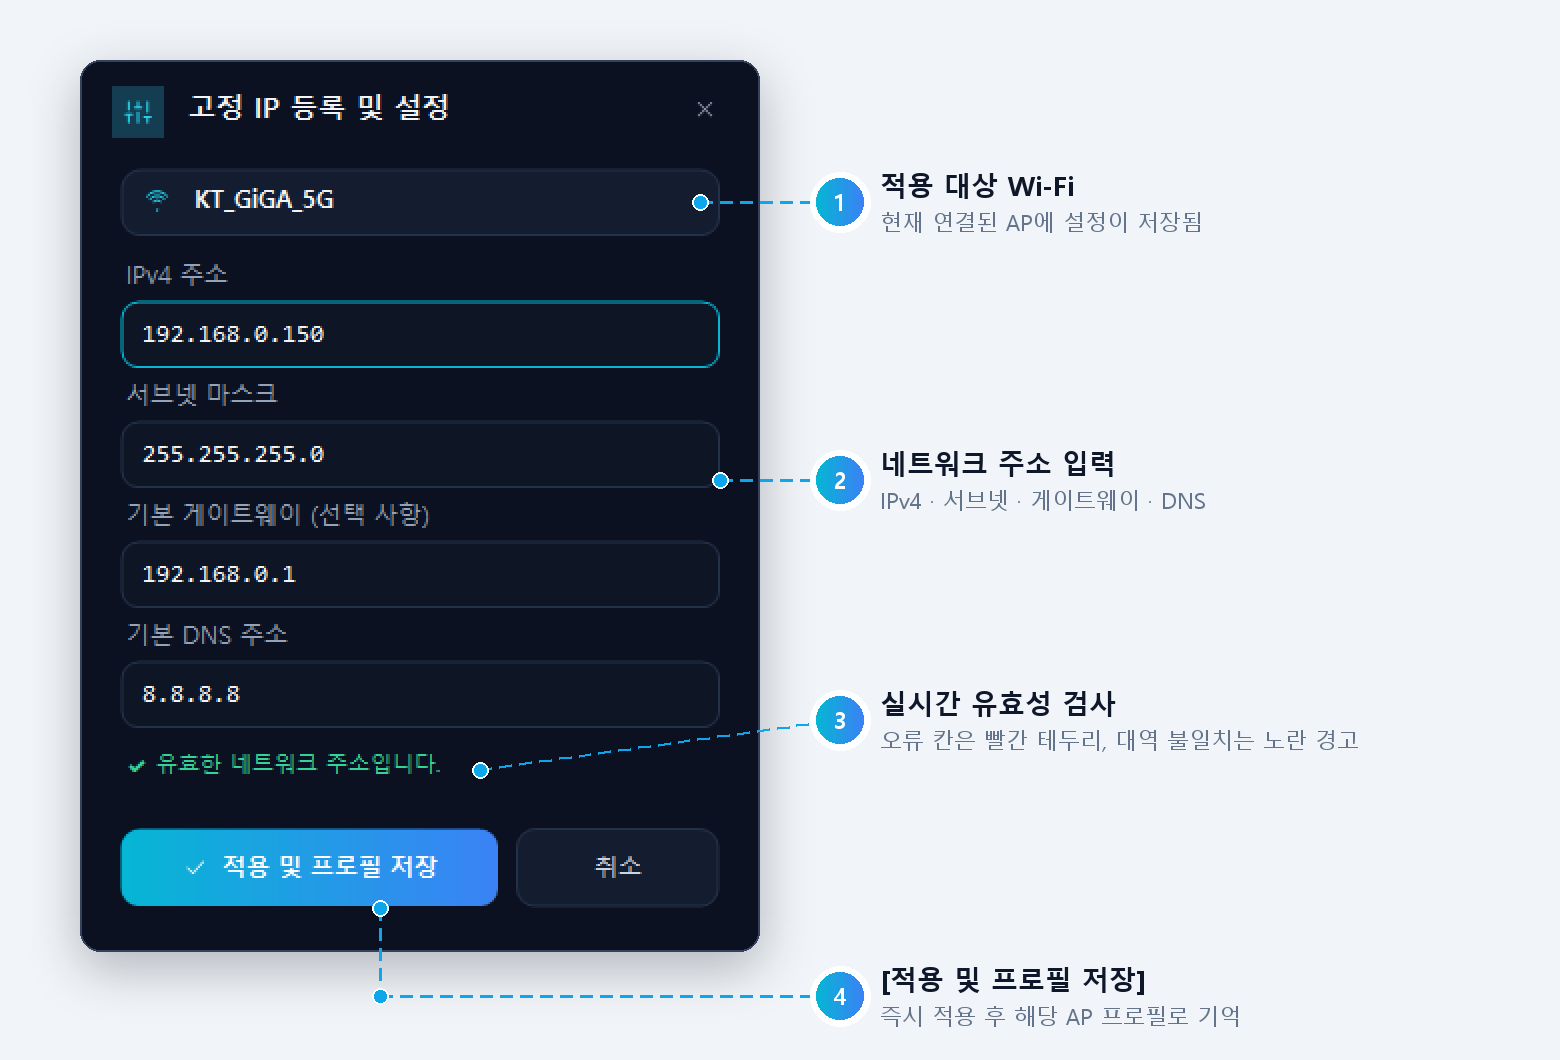 고정 IP 등록 및 설정
KT_GiGA_5G
IPv4 주소
192.168.0.150
서브넷 마스크
255.255.255.0
기본 게이트웨이 (선택 사항)
192.168.0.1
기본 DNS 주소
8.8.8.8
유효한 네트워크 주소입니다.
적용 및 프로필 저장
취소
1
적용 대상 Wi-Fi
현재 연결된 AP에 설정이 저장됨
2
네트워크 주소 입력
IPv4 · 서브넷 · 게이트웨이 · DNS
3
실시간 유효성 검사
오류 칸은 빨간 테두리, 대역 불일치는 노란 경고
4
[적용 및 프로필 저장]
즉시 적용 후 해당 AP 프로필로 기억